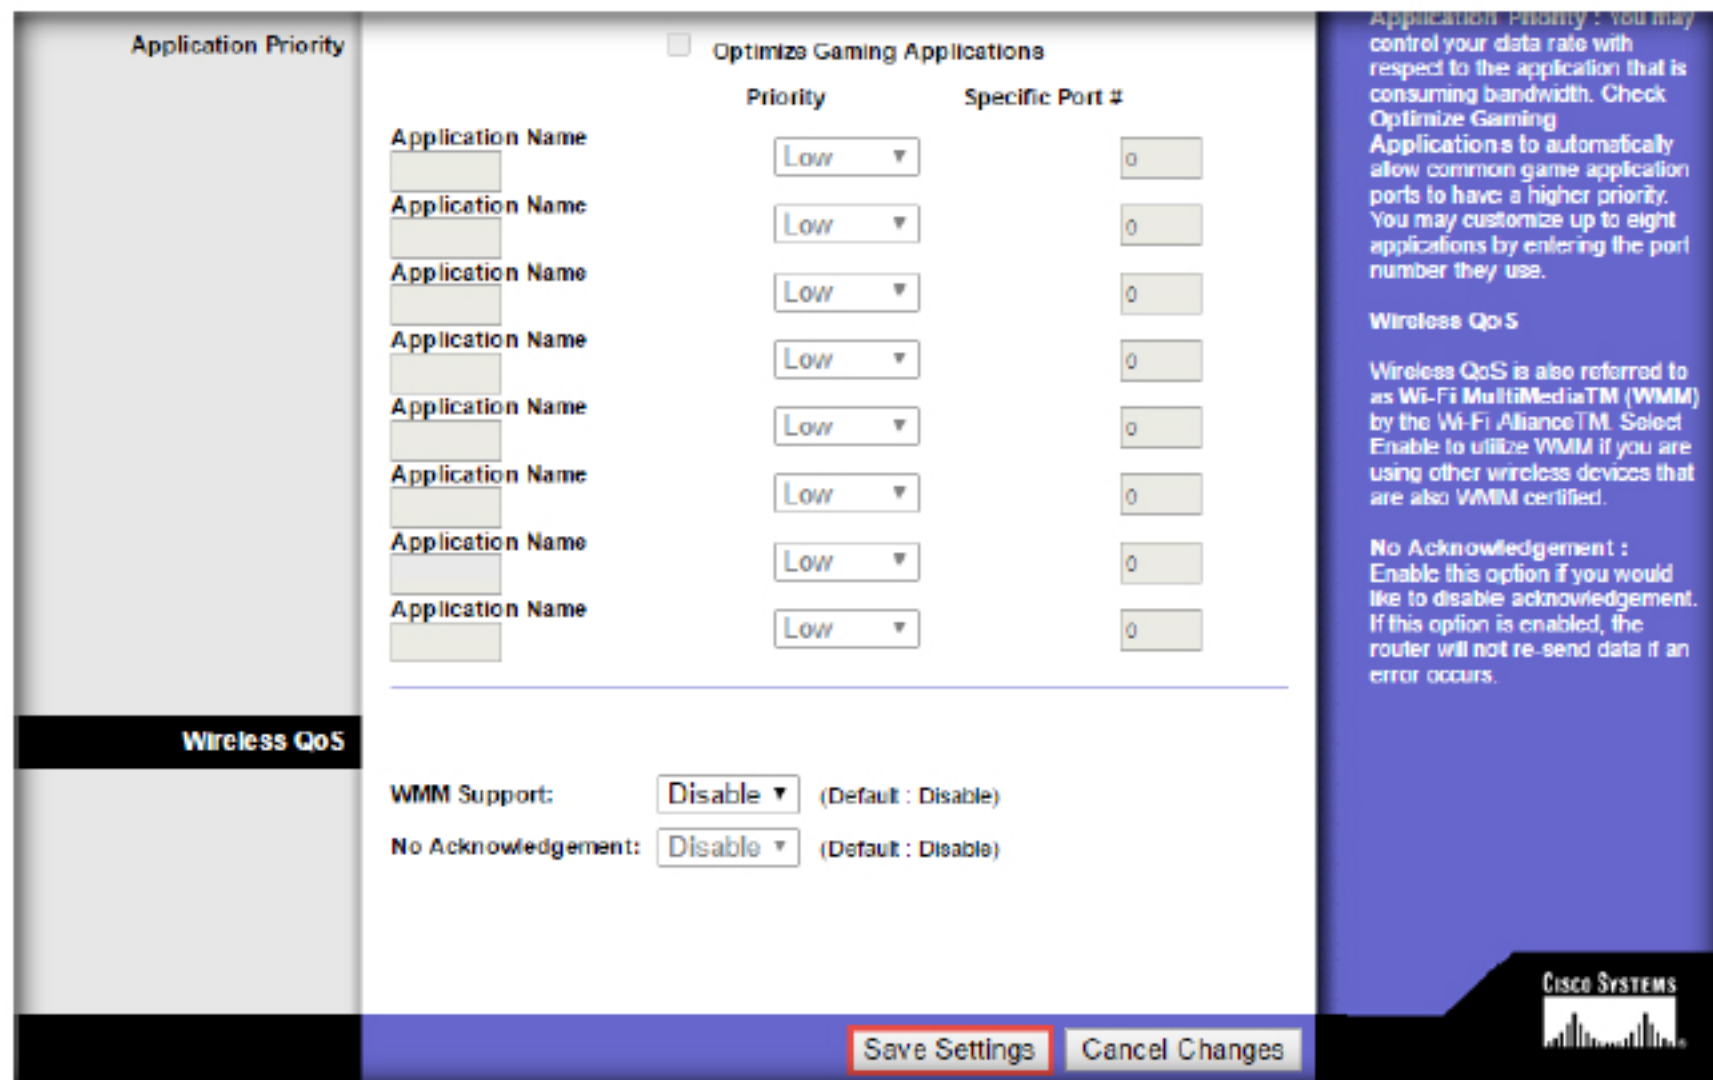 Application Priority
Optimize Gaming Applications
Priority Specific Port #
Application Name
Low 0
Application Name
Low 0
Application Name
Low 0
Application Name
Low 0
Application Name
Low 0
Application Name
Low 0
Application Name
Low 0
Application Name
Low 0
Wireless QoS
WMM Support: Disable (Default : Disable)
No Acknowledgement: Disable (Default : Disable)
Save Settings Cancel Changes
Application Priority : You may
control your data rate with
respect to the application that is
consuming bandwidth. Check
Optimize Gaming
Applications to automatically
allow common game application
ports to have a higher priority.
You may customize up to eight
applications by entering the port
number they use.
Wireless QoS
Wireless QoS is also referred to
as Wi-Fi MultiMediaTM (WMM)
by the Wi-Fi AllianceTM. Select
Enable to utilize WMM if you are
using other wireless devices that
are also WMM certified.
No Acknowledgement :
Enable this option if you would
like to disable acknowledgement.
If this option is enabled, the
router will not re-send data if an
error occurs.
CISCO SYSTEMS